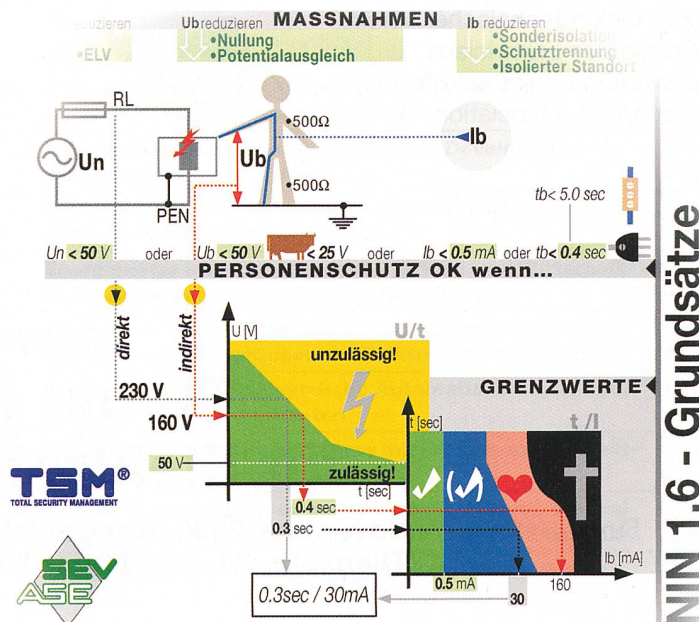 MASSNAHMEN
Ub reduzieren
•Nullung
•Potentialausgleich
Ib reduzieren
•Sonderisolation
•Schutztrennung
•Isolierter Standort
reduzieren
•ELV
RL
Un
PEN
Ub
•500Ω
•500Ω
Ib
tb< 5.0 sec
Un < 50 V oder Ub < 50 V < 25 V oder Ib < 0.5 mA oder tb< 0.4 sec
PERSONENSCHUTZ OK wenn...
direkt
indirekt
U [V]
U/t
unzulässig!
230 V
160 V
50 V
zulässig!
t [sec]
GRENZWERTE
t [sec]
t /I
0.4 sec
0.3 sec
Ib [mA]
0.5 mA
30
160
0.3sec / 30mA
TSM®
TOTAL SECURITY MANAGEMENT
SEV
ASE
NIN 1.6 - Grundsätze